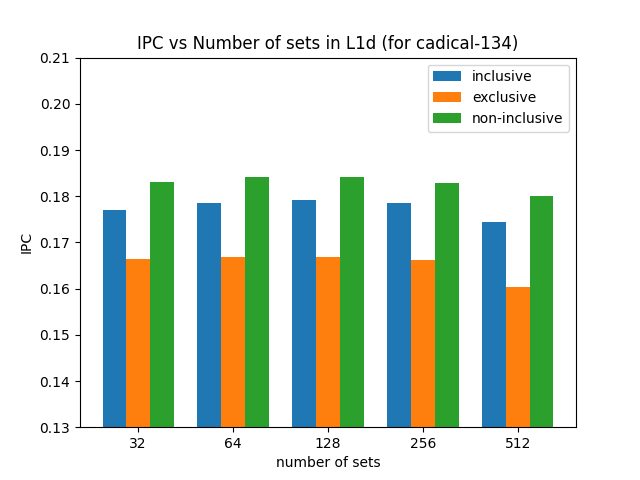 IPC vs Number of sets in L1d (for cadical-134)
0.21
0.20
0.19
0.18
0.17
0.16
0.15
0.14
0.13
IPC
inclusive
exclusive
non-inclusive
32 64 128 256 512
number of sets